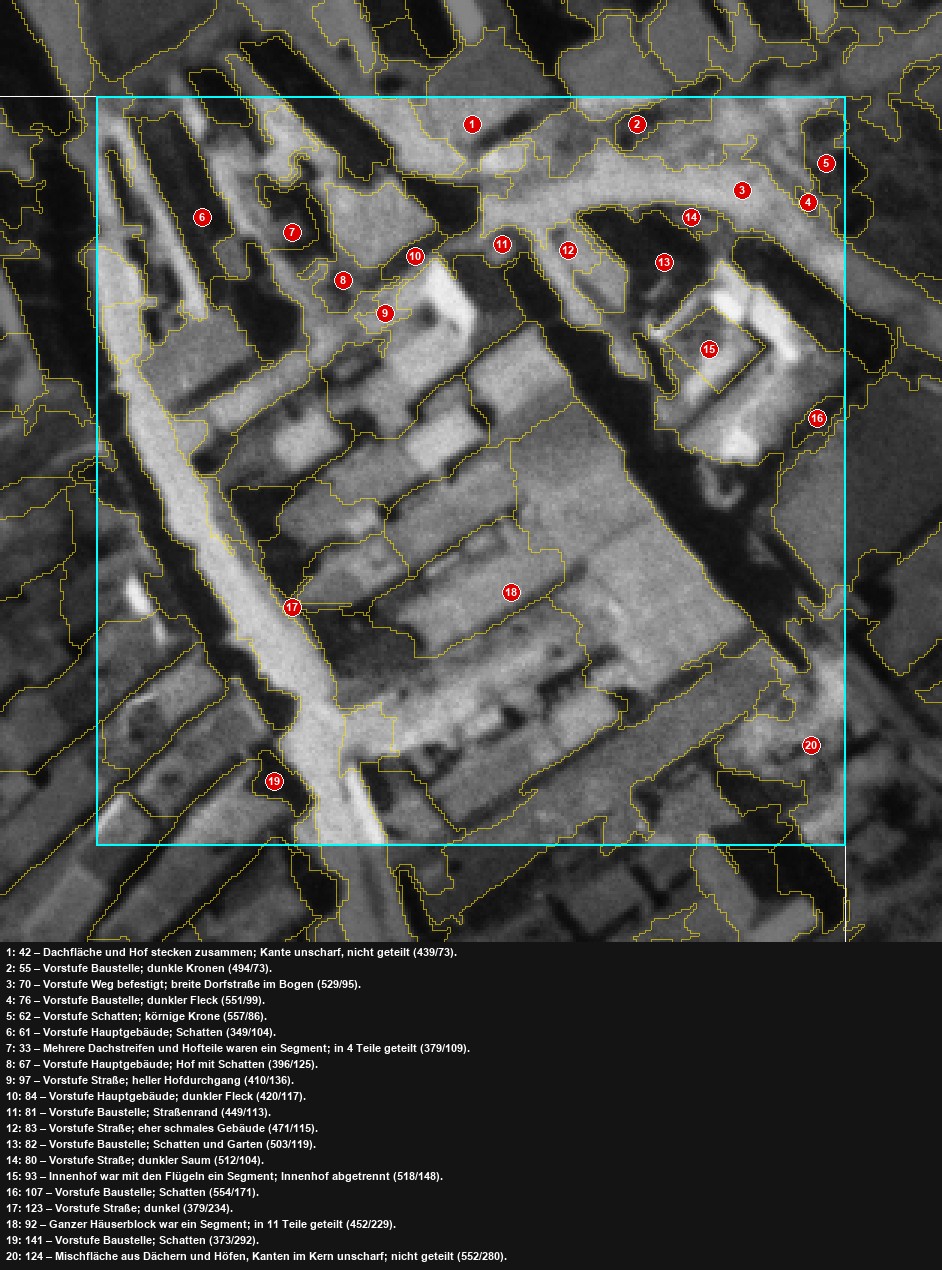 1
2
3
4
5
6
7
8
9
10
11
12
13
14
15
16
17
18
19
20
1: 42 – Dachfläche und Hof stecken zusammen; Kante unscharf, nicht geteilt (439/73).
2: 55 – Vorstufe Baustelle; dunkle Kronen (494/73).
3: 70 – Vorstufe Weg befestigt; breite Dorfstraße im Bogen (529/95).
4: 76 – Vorstufe Baustelle; dunkler Fleck (551/99).
5: 62 – Vorstufe Schatten; körnige Krone (557/86).
6: 61 – Vorstufe Hauptgebäude; Schatten (349/104).
7: 33 – Mehrere Dachstreifen und Hofteile waren ein Segment; in 4 Teile geteilt (379/109).
8: 67 – Vorstufe Hauptgebäude; Hof mit Schatten (396/125).
9: 97 – Vorstufe Straße; heller Hofdurchgang (410/136).
10: 84 – Vorstufe Hauptgebäude; dunkler Fleck (420/117).
11: 81 – Vorstufe Baustelle; Straßenrand (449/113).
12: 83 – Vorstufe Straße; eher schmales Gebäude (471/115).
13: 82 – Vorstufe Baustelle; Schatten und Garten (503/119).
14: 80 – Vorstufe Straße; dunkler Saum (512/104).
15: 93 – Innenhof war mit den Flügeln ein Segment; Innenhof abgetrennt (518/148).
16: 107 – Vorstufe Baustelle; Schatten (554/171).
17: 123 – Vorstufe Straße; dunkel (379/234).
18: 92 – Ganzer Häuserblock war ein Segment; in 11 Teile geteilt (452/229).
19: 141 – Vorstufe Baustelle; Schatten (373/292).
20: 124 – Mischfläche aus Dächern und Höfen, Kanten im Kern unscharf; nicht geteilt (552/280).